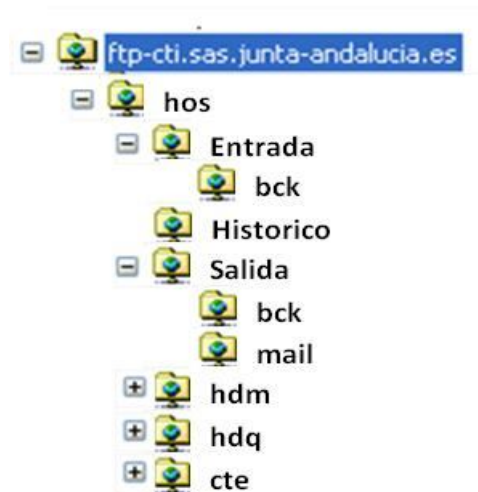 ftp-cti.sas.junta-andalucia.es
hos
Entrada
bck
Historico
Salida
bck
mail
hdm
hdq
cte